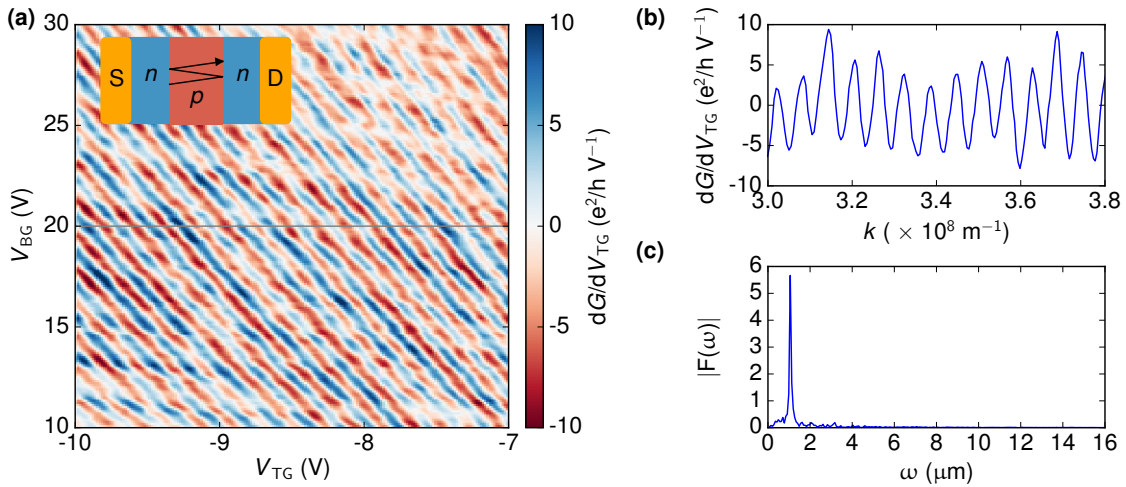 (a)
30
25
20
15
10
V_BG (V)
-10
-9
-8
-7
V_TG (V)
S
n
p
n
D
10
5
0
-5
-10
dG/dV_TG (e²/h V⁻¹)
(b)
10
5
0
-5
-10
dG/dV_TG (e²/h V⁻¹)
3.0
3.2
3.4
3.6
3.8
k ( × 10⁸ m⁻¹)
(c)
6
5
4
3
2
1
0
|F(ω)|
0
2
4
6
8
10
12
14
16
ω (μm)